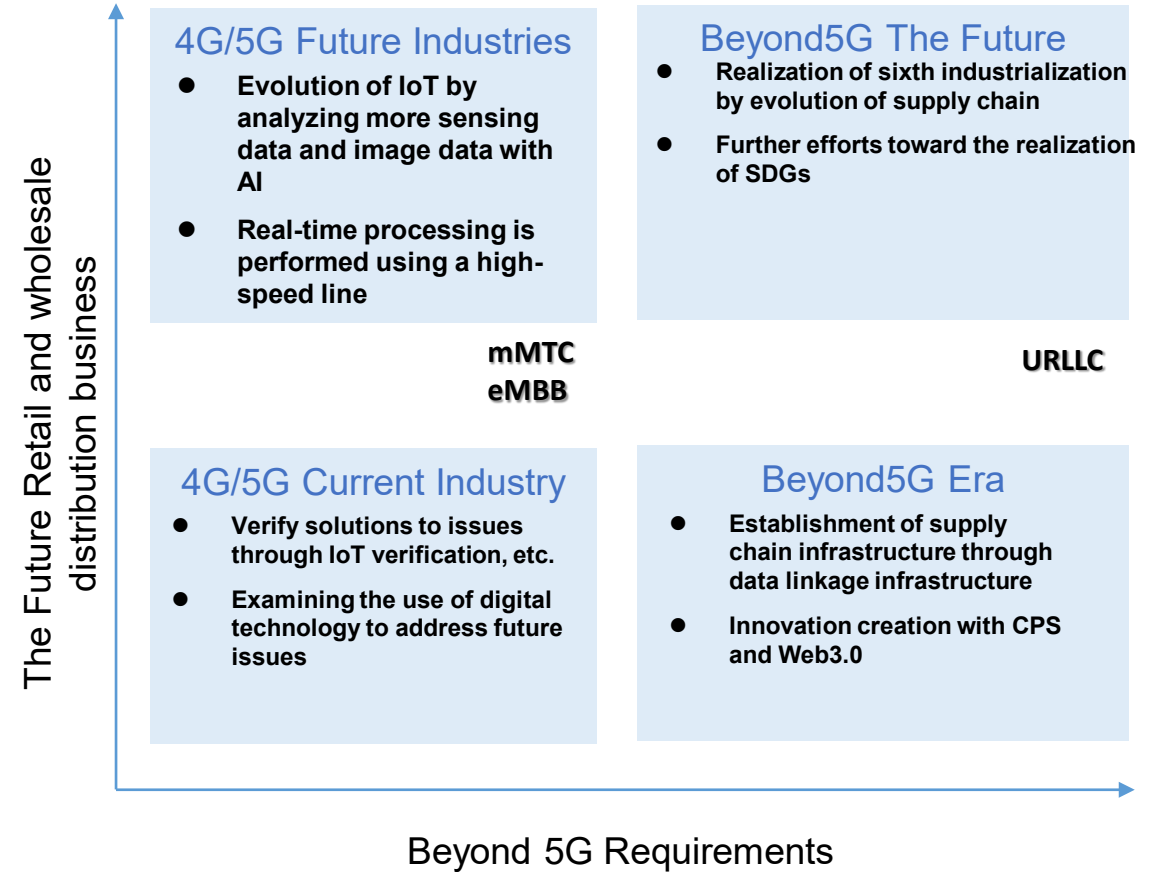 The Future Retail and wholesale
distribution business
4G/5G Future Industries
● Evolution of IoT by
analyzing more sensing
data and image data with
AI
● Real-time processing is
performed using a high-
speed line
Beyond5G The Future
● Realization of sixth industrialization
by evolution of supply chain
● Further efforts toward the realization
of SDGs
mMTC
eMBB
URLLC
4G/5G Current Industry
● Verify solutions to issues
through IoT verification, etc.
● Examining the use of digital
technology to address future
issues
Beyond5G Era
● Establishment of supply
chain infrastructure through
data linkage infrastructure
● Innovation creation with CPS
and Web3.0
Beyond 5G Requirements